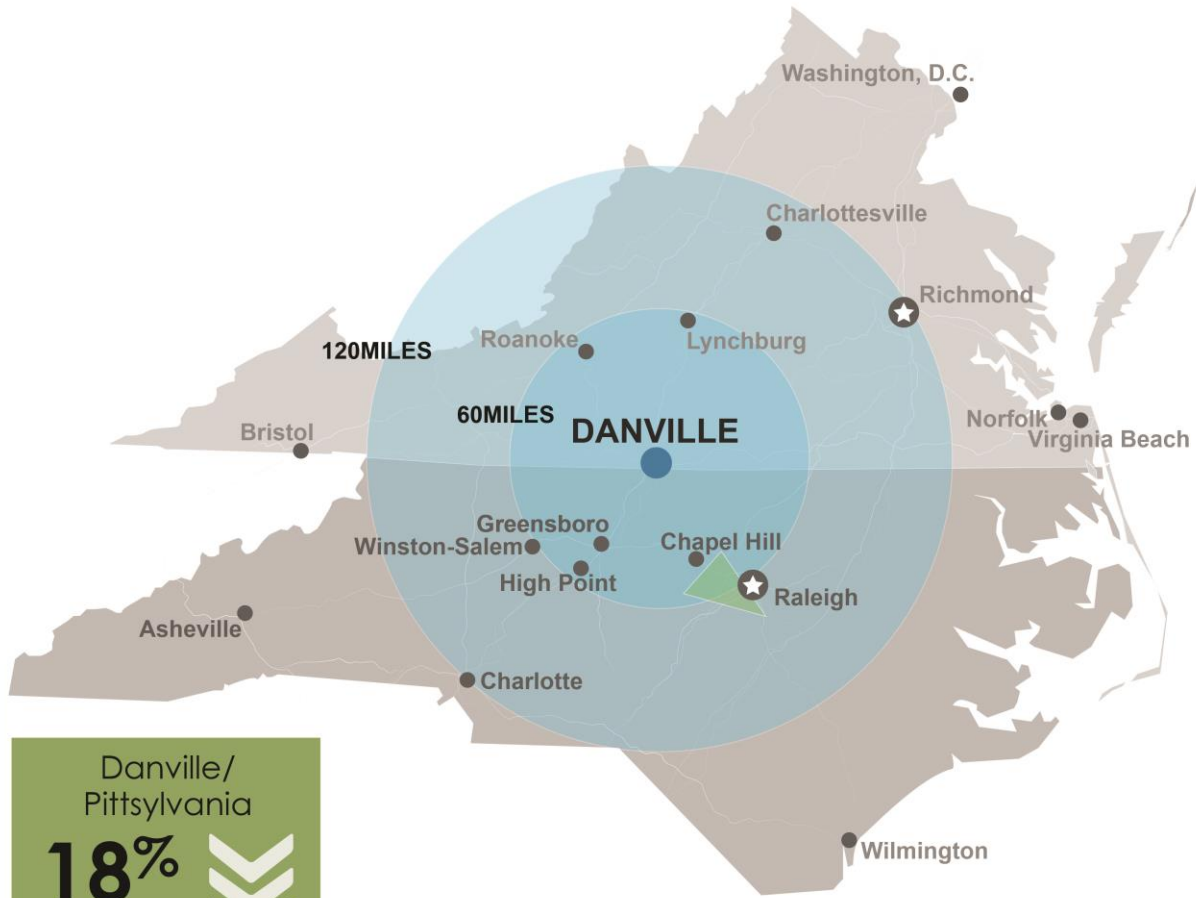 Washington, D.C.
Charlottesville
Richmond
Roanoke
Lynchburg
120MILES
60MILES
DANVILLE
Bristol
Norfolk
Virginia Beach
Greensboro
Winston-Salem
High Point
Chapel Hill
Raleigh
Asheville
Charlotte
Wilmington
Danville/
Pittsylvania
18%